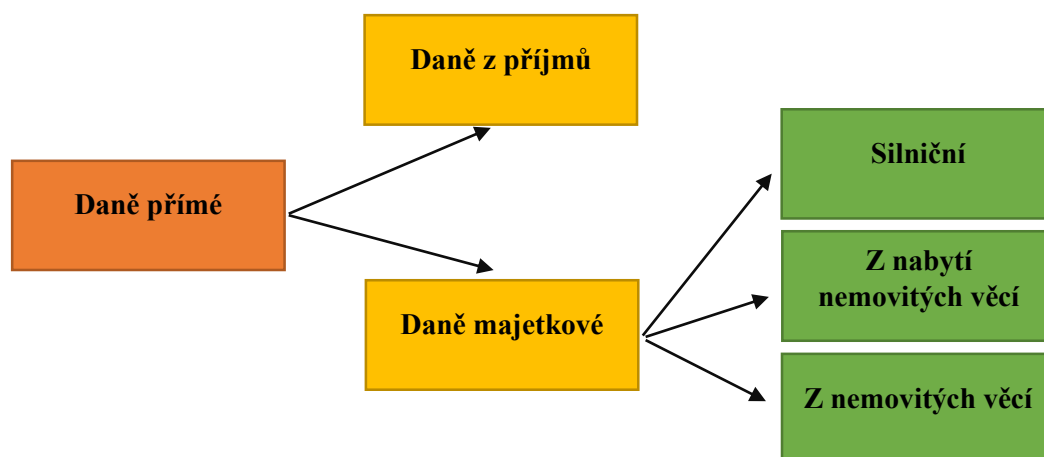 Daně z příjmů
Silniční
Daně přímé
Z nabytí
nemovitých věcí
Daně majetkové
Z nemovitých věcí